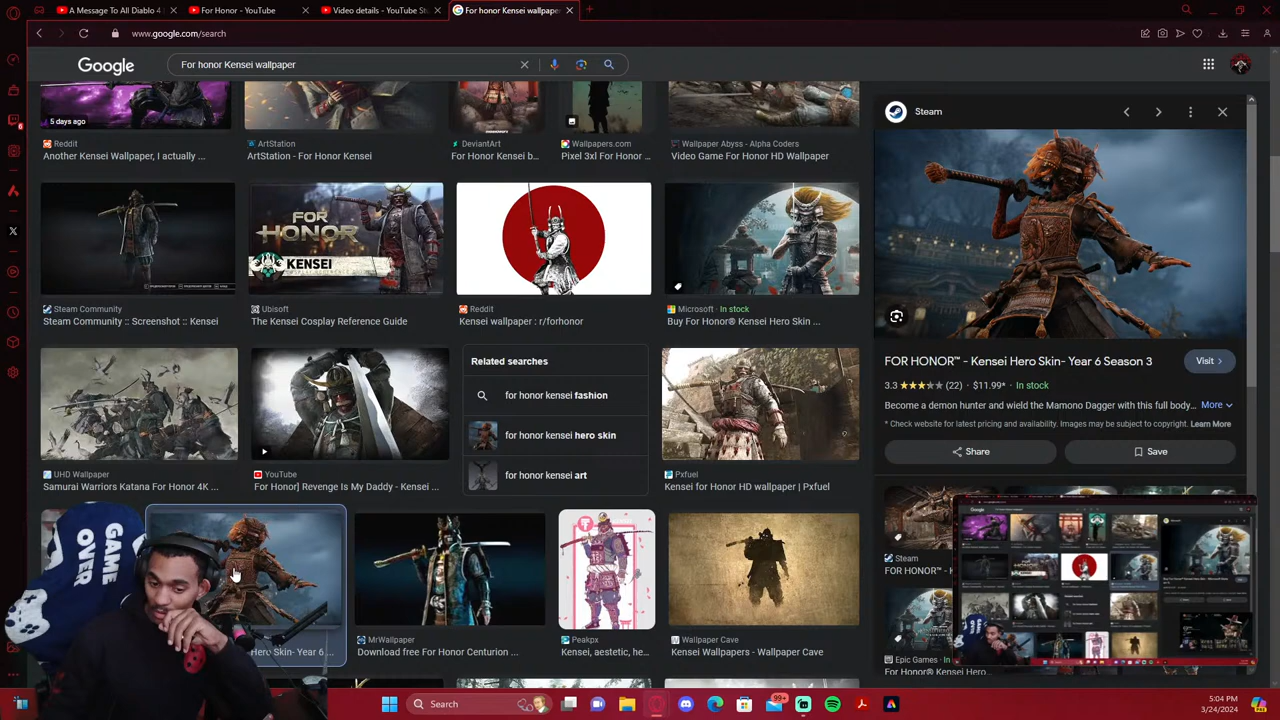 A Message To All Diablo 4
For Honor - YouTube
Video details - YouTube St
For honor Kensei wallpaper
www.google.com/search
Google
For honor Kensei wallpaper
5 days ago
Reddit
Another Kensei Wallpaper, I actually ...
ArtStation
ArtStation - For Honor Kensei
DeviantArt
For Honor Kensei b...
Wallpapers.com
Pixel 3xl For Honor ...
Wallpaper Abyss - Alpha Coders
Video Game For Honor HD Wallpaper
Steam
FOR HONOR
KENSEI
Steam Community
Steam Community :: Screenshot :: Kensei
Ubisoft
The Kensei Cosplay Reference Guide
Reddit
Kensei wallpaper : r/forhonor
Microsoft · In stock
Buy For Honor® Kensei Hero Skin ...
FOR HONOR™ - Kensei Hero Skin- Year 6 Season 3
Visit
3.3 (22) · $11.99* · In stock
Become a demon hunter and wield the Mamono Dagger with this full body... More
* Check website for latest pricing and availability. Images may be subject to copyright. Learn More
Share
Save
Related searches
for honor kensei fashion
for honor kensei hero skin
for honor kensei art
UHD Wallpaper
Samurai Warriors Katana For Honor 4K ...
YouTube
For Honor] Revenge Is My Daddy - Kensei ...
Pxfuel
Kensei for Honor HD wallpaper | Pxfuel
GAME OVER
Hero Skin- Year 6 ...
MrWallpaper
Download free For Honor Centurion ...
Peakpx
Kensei, aestetic, he...
Wallpaper Cave
Kensei Wallpapers - Wallpaper Cave
Steam
FOR HONOR™
Epic Games
Search
99+
5:04 PM
3/24/2024